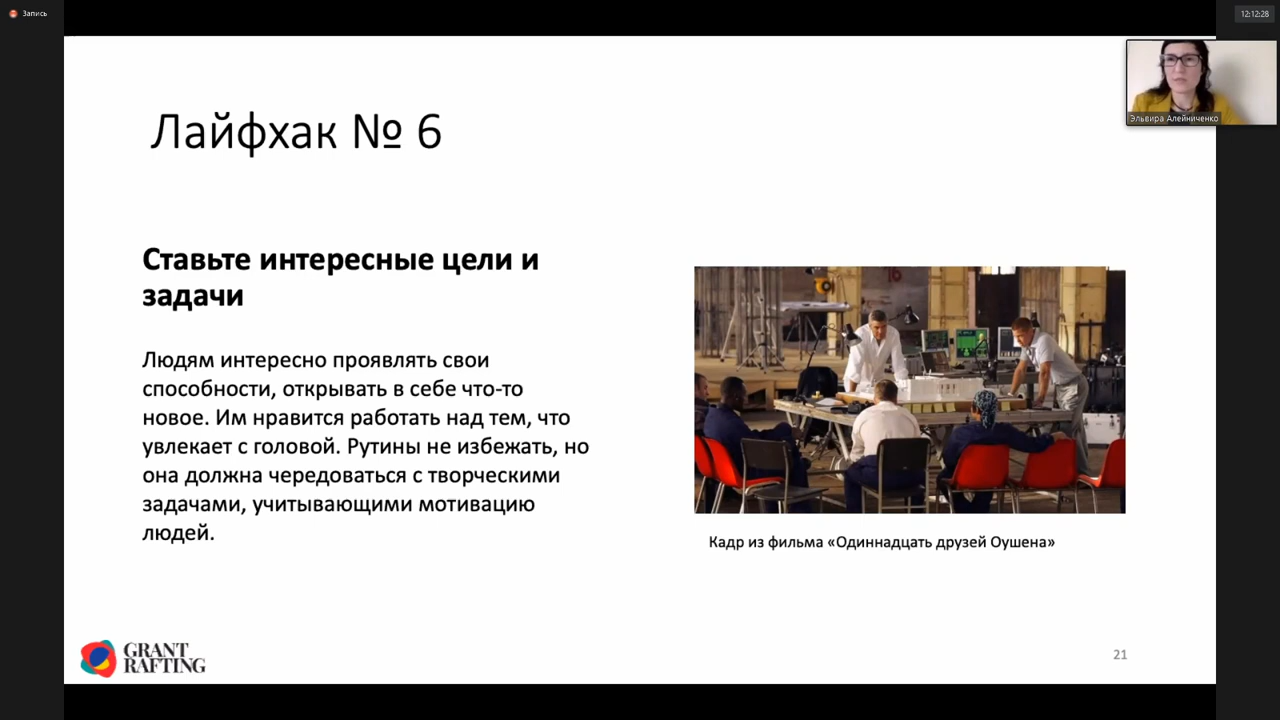 Запись
12:12:28
Эльвира Алейниченко
Лайфхак № 6
Ставьте интересные цели и
задачи
Людям интересно проявлять свои
способности, открывать в себе что-то
новое. Им нравится работать над тем, что
увлекает с головой. Рутины не избежать, но
она должна чередоваться с творческими
задачами, учитывающими мотивацию
людей.
Кадр из фильма «Одиннадцать друзей Оушена»
GRANT
RAFTING
21